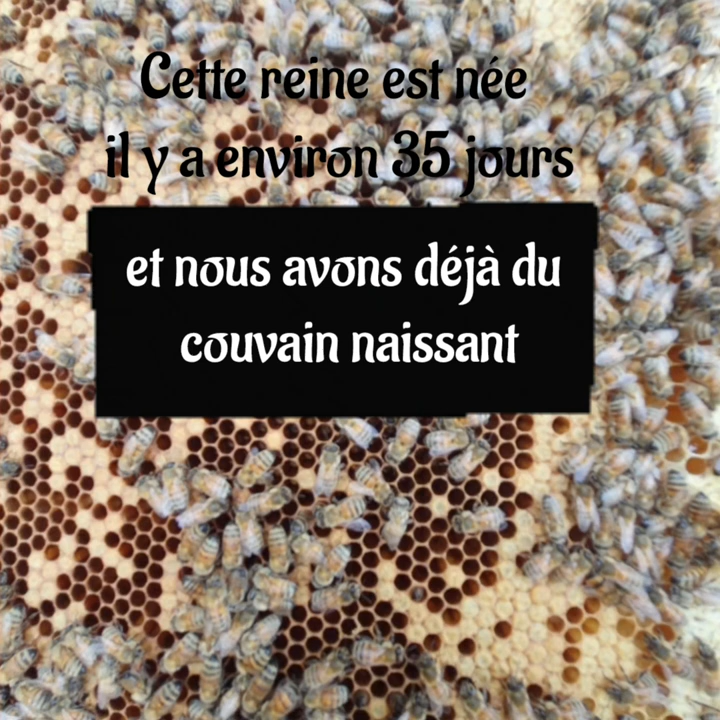 Cette reine est née
il y a environ 35 jours
et nous avons déjà du
couvain naissant